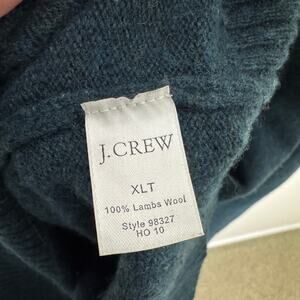 J.CREW
XLT
100% Lambs Wool
Style 98327
HO 10